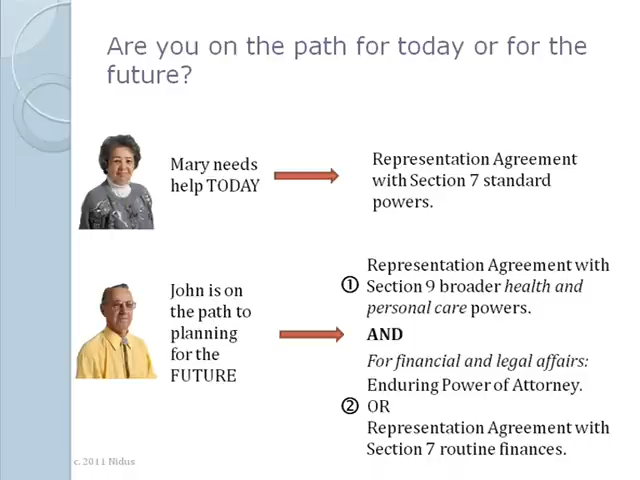 Are you on the path for today or for the
future?
Mary needs
help TODAY
Representation Agreement
with Section 7 standard
powers.
John is on
the path to
planning
for the
FUTURE
① Representation Agreement with
Section 9 broader health and
personal care powers.
AND
For financial and legal affairs:
Enduring Power of Attorney.
② OR
Representation Agreement with
Section 7 routine finances.
c. 2011 Nidus